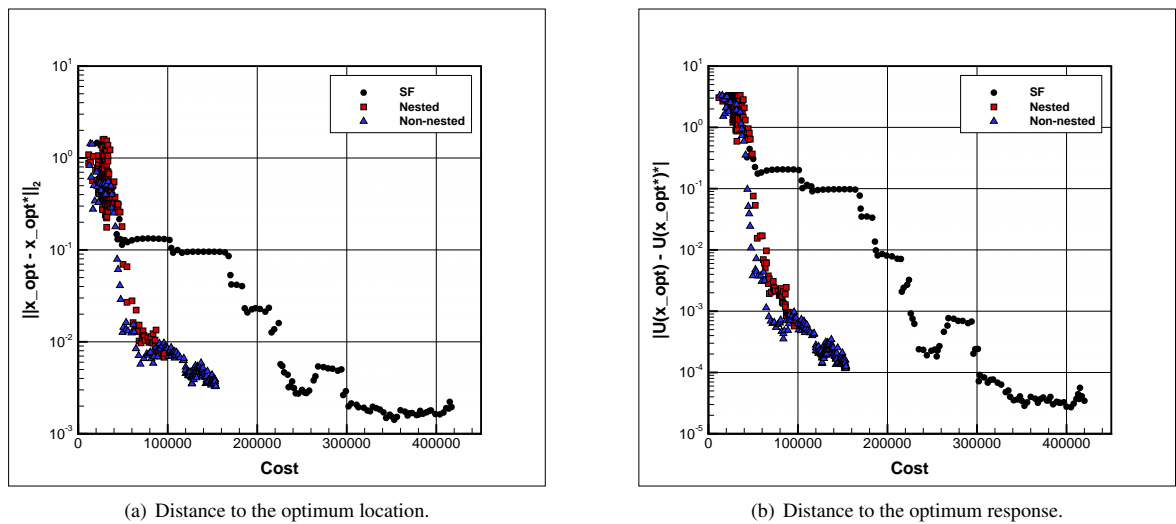 10¹
10⁰
10⁻¹
10⁻²
10⁻³
||x_opt - x_opt*||₂
0 100000 200000 300000 400000
Cost
SF
Nested
Non-nested
(a) Distance to the optimum location.
10¹
10⁰
10⁻¹
10⁻²
10⁻³
10⁻⁴
10⁻⁵
|U(x_opt) - U(x_opt*)*|
0 100000 200000 300000 400000
Cost
SF
Nested
Non-nested
(b) Distance to the optimum response.